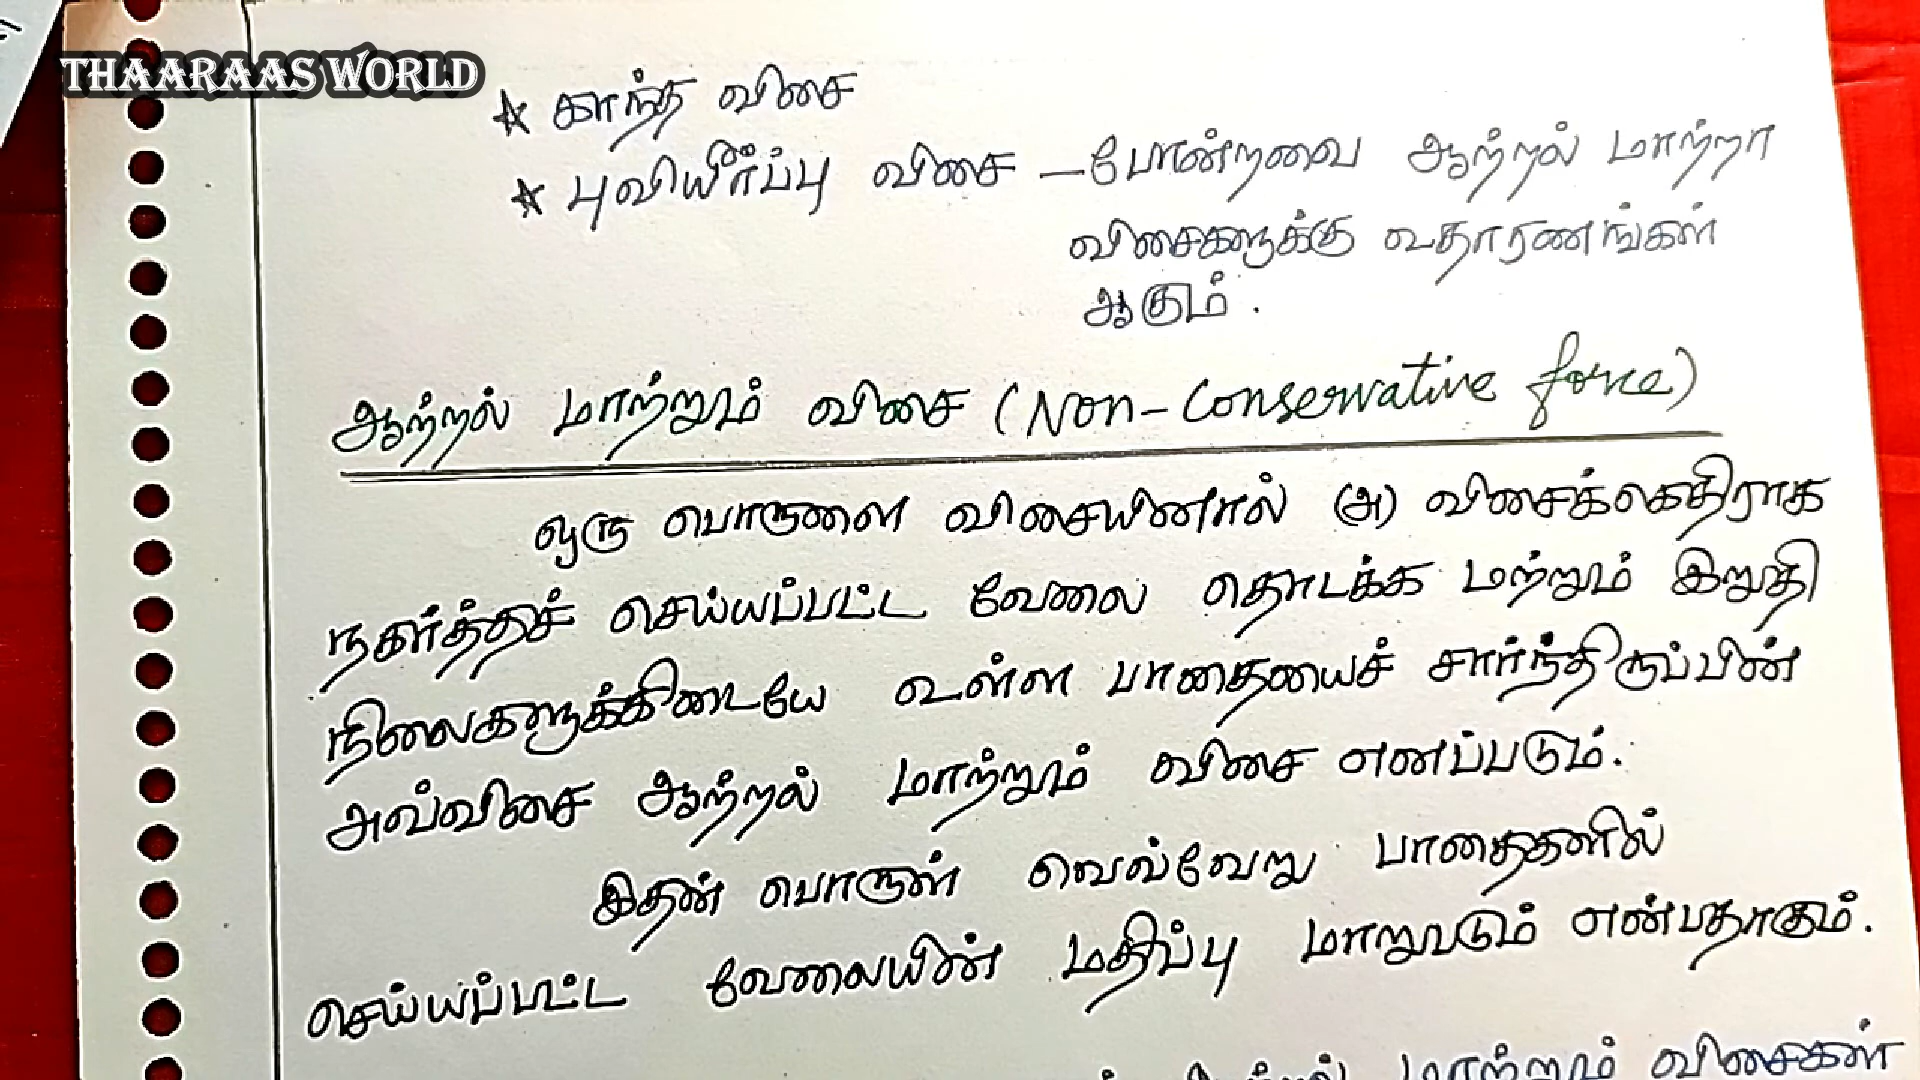 THAARAAS WORLD
★ காந்த விசை
★ புவியீர்ப்பு விசை – போன்றவை ஆற்றல் மாற்றா
விசைகளுக்கு உதாரணங்கள்
ஆகும்.
ஆற்றல் மாற்றும் விசை (Non-Conservative force)
ஒரு பொருளை விசையினால் (அ) விசைக்கெதிராக
நகர்த்தச் செய்யப்பட்ட வேலை தொடக்க மற்றும் இறுதி
நிலைகளுக்கிடையே உள்ள பாதையைச் சார்ந்திருப்பின்
அவ்விசை ஆற்றல் மாற்றும் விசை எனப்படும்.
இதன் பொருள் வெவ்வேறு பாதைகளில்
செய்யப்பட்ட வேலையின் மதிப்பு மாறுபடும் என்பதாகும்.
மாற்றும் விசைகள்